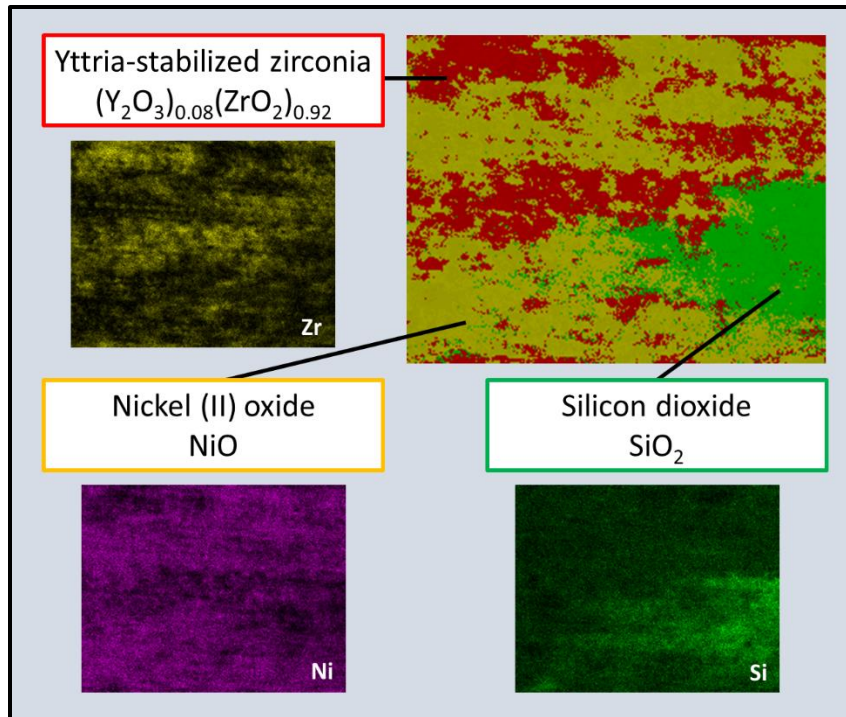 Yttria-stabilized zirconia
(Y₂O₃)₀.₀₈(ZrO₂)₀.₉₂
Zr
Nickel (II) oxide
NiO
Silicon dioxide
SiO₂
Ni
Si